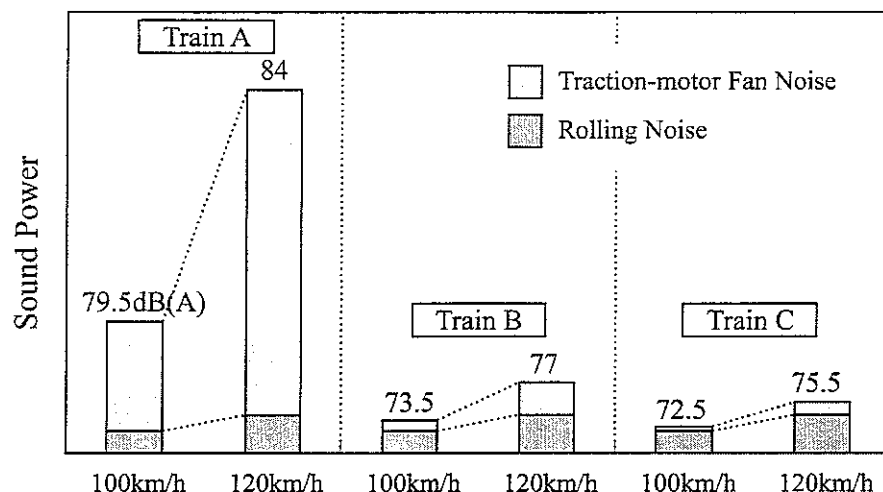 Train A
84
Traction-motor Fan Noise
Rolling Noise
Sound Power
79.5dB(A)
Train B
Train C
77
75.5
73.5
72.5
100km/h 120km/h 100km/h 120km/h 100km/h 120km/h